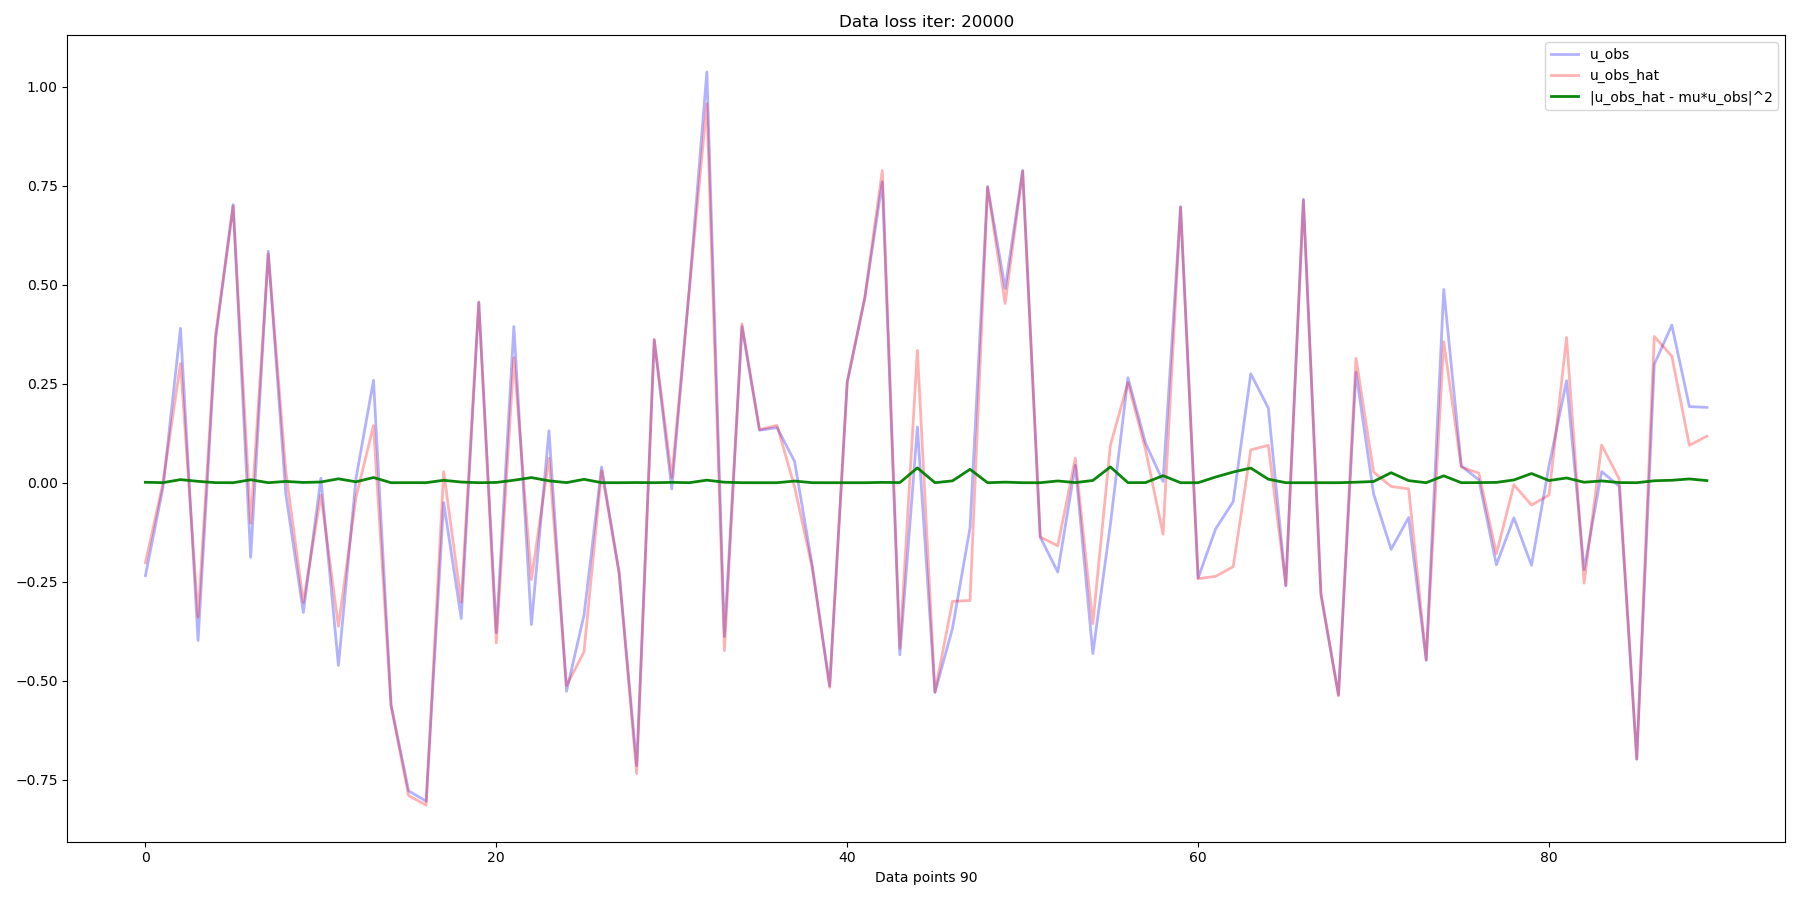 Data loss iter: 20000
u_obs
u_obs_hat
|u_obs_hat - mu*u_obs|^2
1.00
0.75
0.50
0.25
0.00
−0.25
−0.50
−0.75
0 20 40 60 80
Data points 90